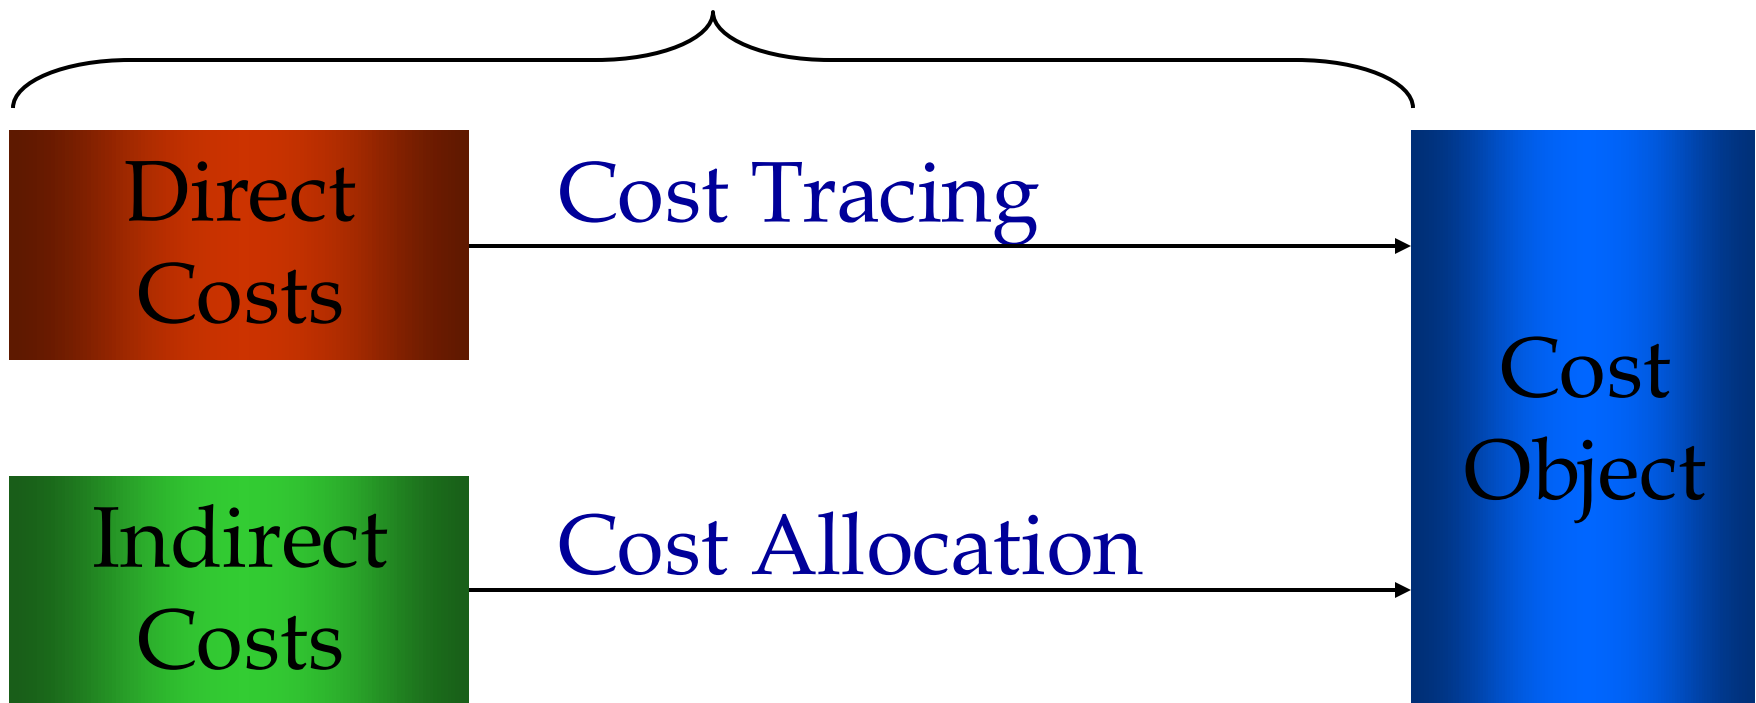 Direct
Costs
Cost Tracing
Indirect
Costs
Cost Allocation
Cost
Object